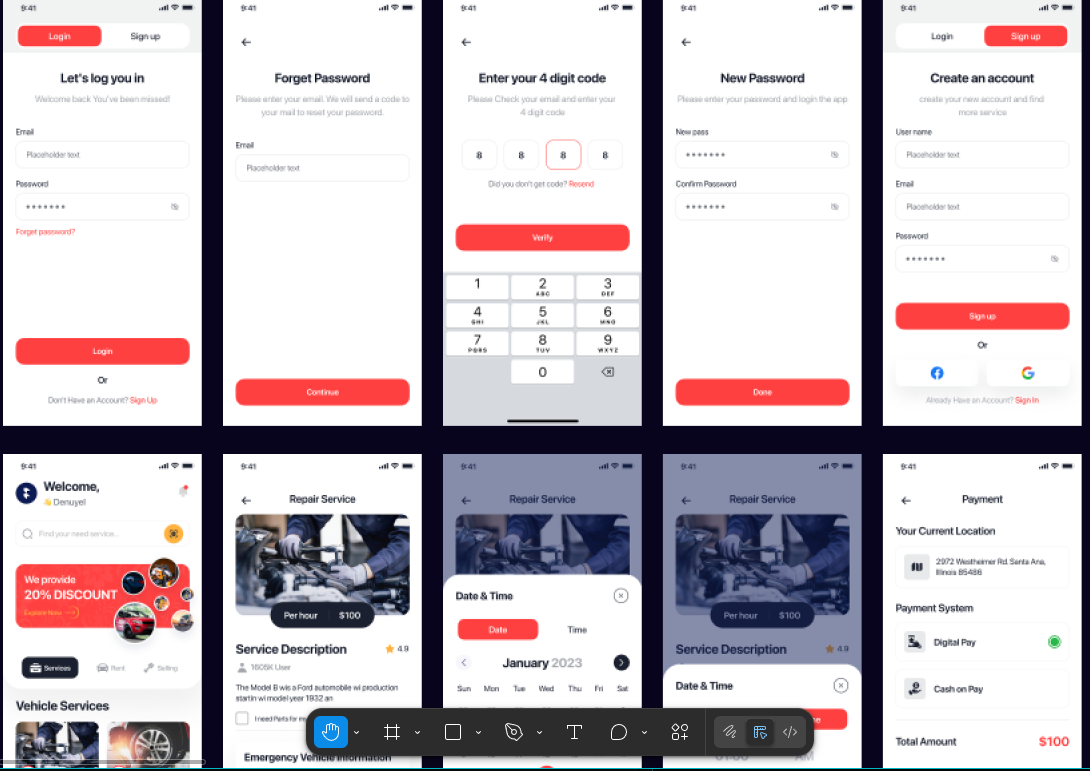 9:41
Login
Sign up
Let's log you in
Welcome back You've been missed!
Email
Placeholder text
Password
Forget password?
Login
Or
Don't Have an Account? Sign Up
9:41
Forget Password
Please enter your email. We will send a code to
your mail to reset your password.
Email
Placeholder text
Continue
9:41
Enter your 4 digit code
Please Check your email and enter your
4 digit code
8 8 8 8
Did you don't get code? Resend
Verify
1 2 3
ABC DEF
4 5 6
GHI JKL MNO
7 8 9
PQRS TUV WXYZ
0
9:41
New Password
Please enter your password and login the app
New pass
Confirm Password
Done
9:41
Login
Sign up
Create an account
create your new account and find
more service
User name
Placeholder text
Email
Placeholder text
Password
Sign up
Or
Already Have an Account? Sign In
9:41
Welcome,
Denuyel
Find your need service...
We provide
20% DISCOUNT
Explore Now
Services
Rent
Selling
Vehicle Services
9:41
Repair Service
Per hour $100
Service Description
4.9
1605K User
The Model B wis a Ford automobile wi production
startin wi model year 1932 an
I need Parts for my
Emergency Vehicle Information
9:41
Repair Service
Date & Time
Date
Time
January 2023
Sun Mon Tue Wed Thu Fri Sat
9:41
Repair Service
Per hour $100
Service Description
4.9
Date & Time
AM
9:41
Payment
Your Current Location
2972 Westheimer Rd. Santa Ana,
Illinois 85486
Payment System
Digital Pay
Cash on Pay
Total Amount
$100